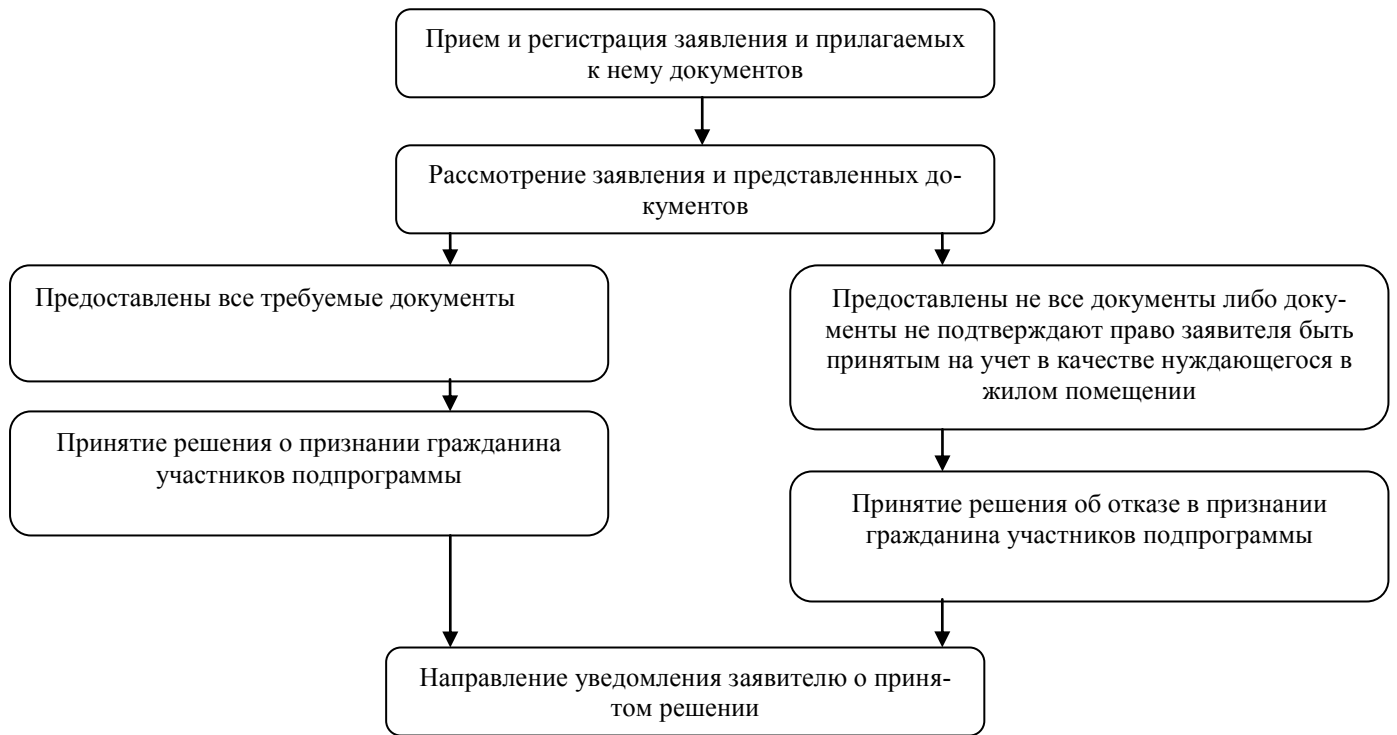 Прием и регистрация заявления и прилагаемых
к нему документов
Рассмотрение заявления и представленных до-
кументов
Предоставлены все требуемые документы
Предоставлены не все документы либо доку-
менты не подтверждают право заявителя быть
принятым на учет в качестве нуждающегося в
жилом помещении
Принятие решения о признании гражданина
участников подпрограммы
Принятие решения об отказе в признании
гражданина участников подпрограммы
Направление уведомления заявителю о приня-
том решении